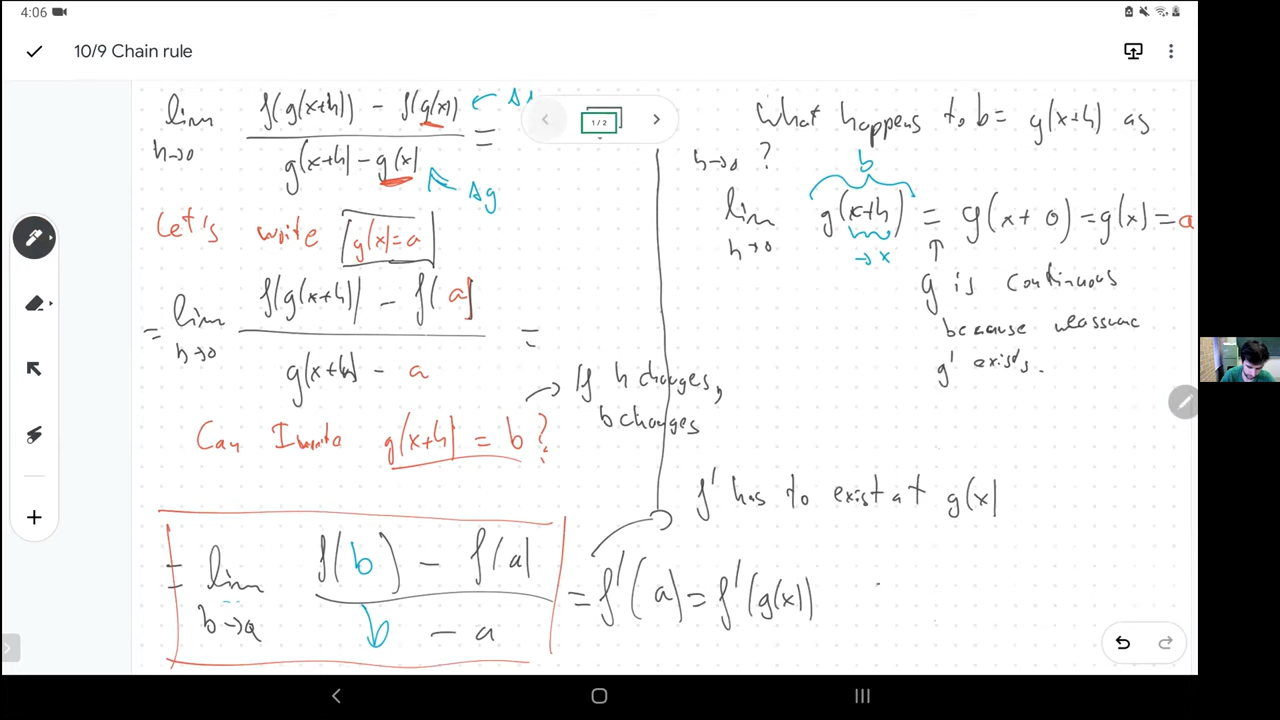 4:06
10/9 Chain rule
1/2
lim h→0 f(g(x+h)) - f(g(x)) / g(x+h) - g(x) =
Δg
Let's write g(x)=a
= lim h→0 f(g(x+h)) - f(a) / g(x+h) - a =
Can I write g(x+h) = b?
→ If h changes,
b changes
= lim b→a f(b) - f(a) / b - a = f'(a) = f'(g(x))
What happens to b= g(x+h) as
h→0 ?
b
lim h→0 g(x+h) = g(x+0) = g(x) = a
→ x
g is continuous
because we assume
g' exists.
f' has to exist at g(x)